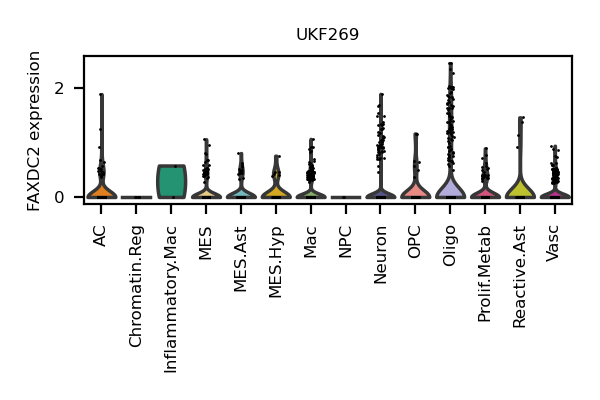 UKF269
FAXDC2 expression
2
0
AC
Chromatin.Reg
Inflammatory.Mac
MES
MES.Ast
MES.Hyp
Mac
NPC
Neuron
OPC
Oligo
Prolif.Metab
Reactive.Ast
Vasc